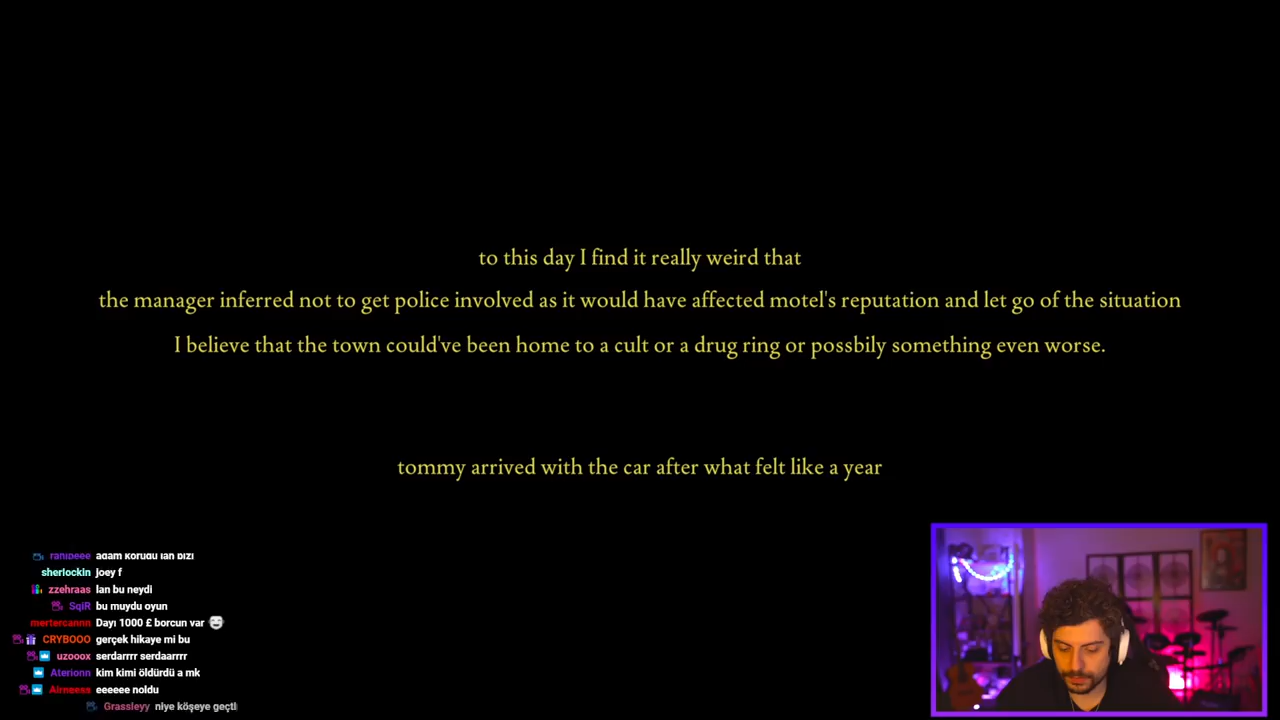 to this day I find it really weird that
the manager inferred not to get police involved as it would have affected motel's reputation and let go of the situation
I believe that the town could've been home to a cult or a drug ring or possbily something even worse.
tommy arrived with the car after what felt like a year
ranibeee adam korudu lan bizi
sherlockin joey f
zzehraas lan bu neydi
SqiR bu muydu oyun
mertercannn Dayı 1000 £ borcun var
CRYBOOO gerçek hikaye mi bu
uzooox serdarrrr serdaarrrr
Aterionn kim kimi öldürdü a mk
Airness eeeeee noldu
Grassleyy niye köşeye geçti